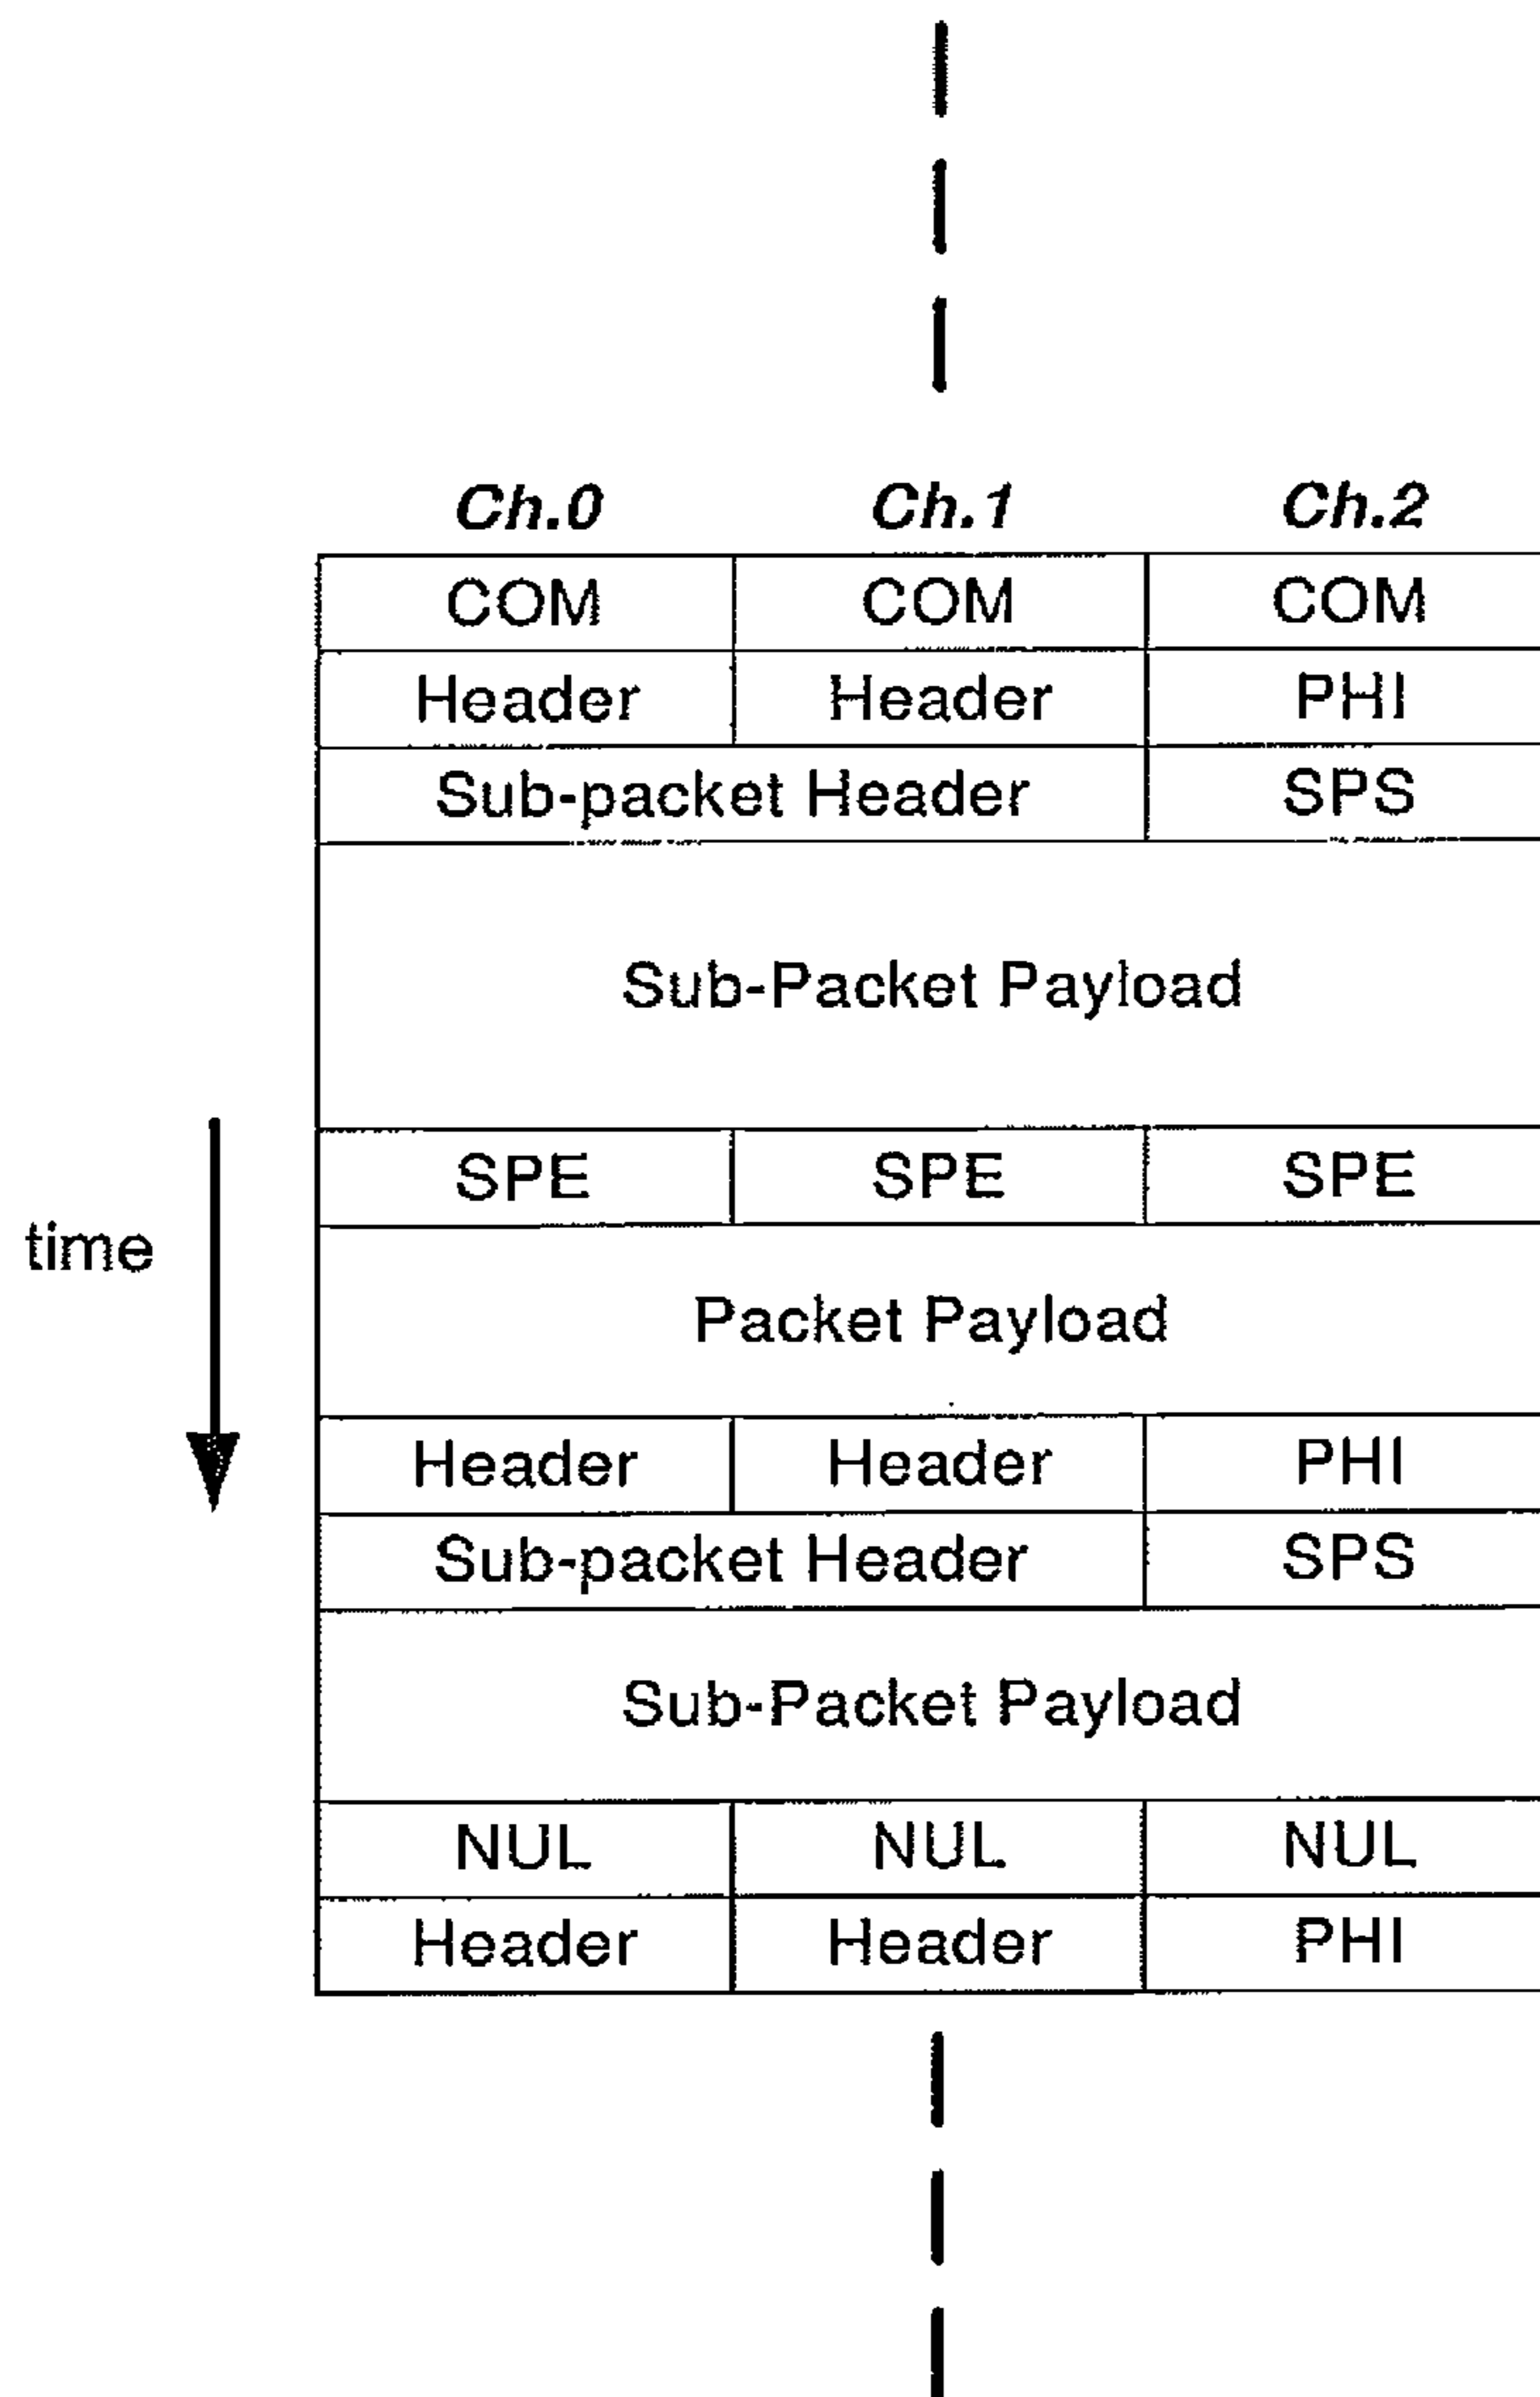 Ch.0 Ch.1 Ch.2
COM COM COM
Header Header PHI
Sub-packet Header SPS
Sub-Packet Payload
SPE SPE SPE
time
Packet Payload
Header Header PHI
Sub-packet Header SPS
Sub-Packet Payload
NUL NUL NUL
Header Header PHI